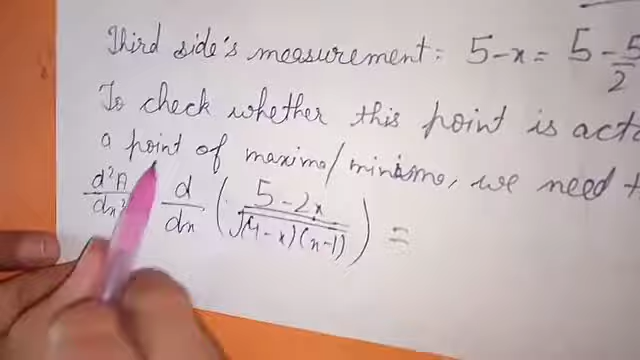 Third side's measurement: 5-x = 5 - 5/2
To check whether this point is actu
a point of maxima/minima, we need t
d²A/dx² d/dx ( 5-2x / √(4-x)(x-1) ) =